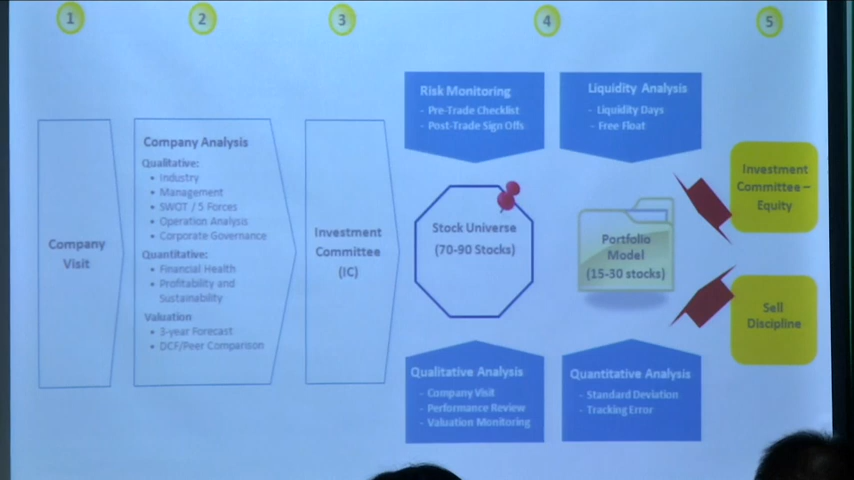 1
2
3
4
5
Company
Visit
Company Analysis
Qualitative:
• Industry
• Management
• SWOT / 5 Forces
• Operation Analysis
• Corporate Governance
Quantitative:
• Financial Health
• Profitability and
Sustainability
Valuation
• 3-year Forecast
• DCF/Peer Comparison
Investment
Committee
(IC)
Risk Monitoring
- Pre-Trade Checklist
- Post-Trade Sign Offs
Liquidity Analysis
- Liquidity Days
- Free Float
Stock Universe
(70-90 Stocks)
Portfolio
Model
(15-30 stocks)
Qualitative Analysis
- Company Visit
- Performance Review
- Valuation Monitoring
Quantitative Analysis
- Standard Deviation
- Tracking Error
Investment
Committee –
Equity
Sell
Discipline